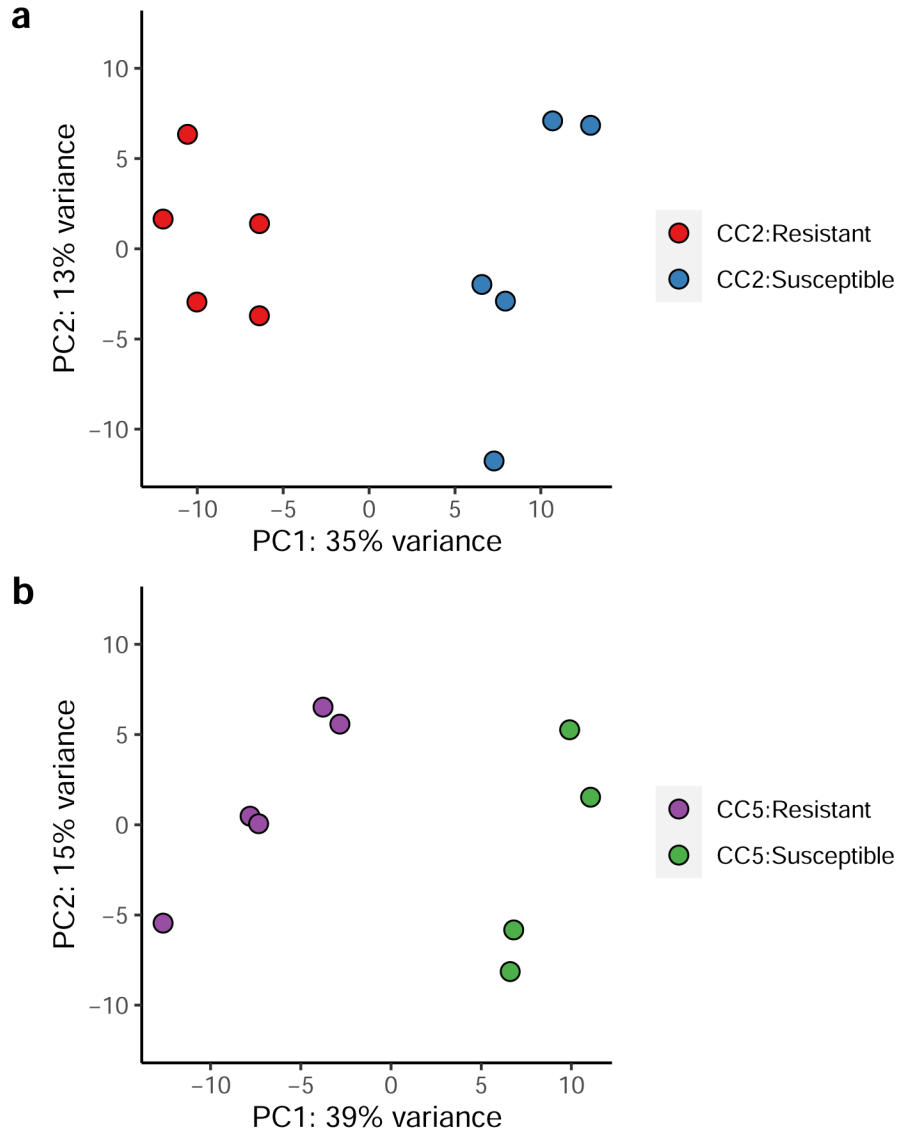 a
10
5
0
−5
−10
PC2: 13% variance
−10 −5 0 5 10
PC1: 35% variance
CC2:Resistant
CC2:Susceptible
b
10
5
0
−5
−10
PC2: 15% variance
−10 −5 0 5 10
PC1: 39% variance
CC5:Resistant
CC5:Susceptible